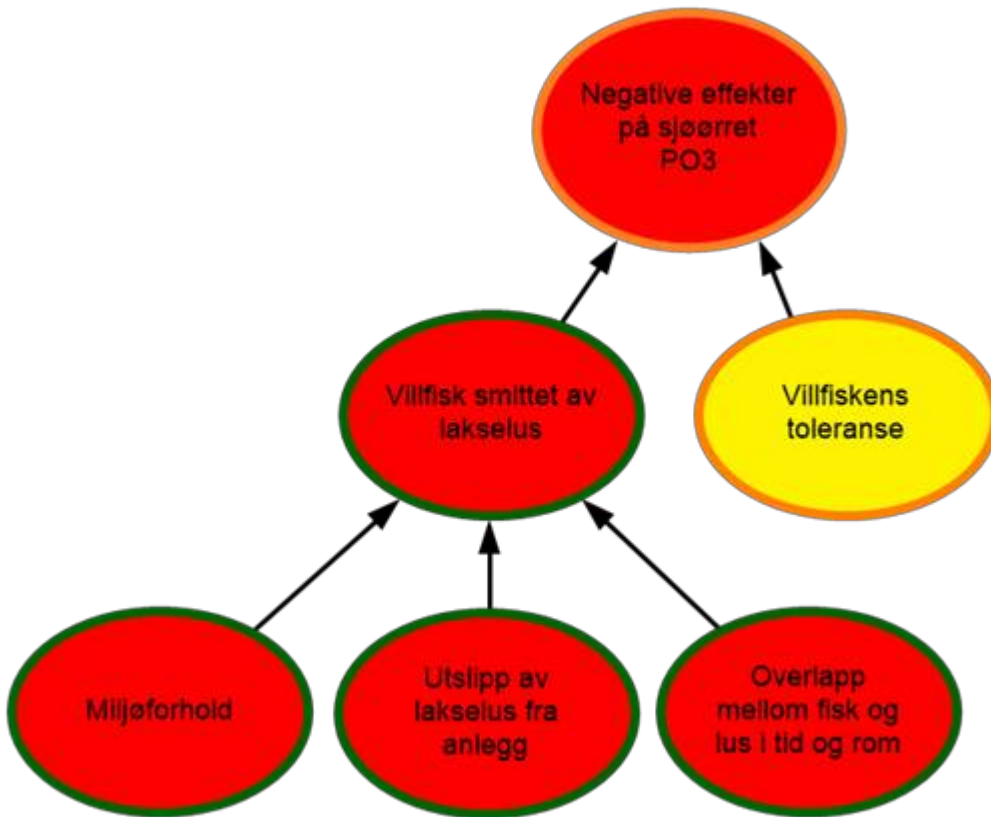 Negative effekter
på sjøørret
PO3
Villfisk smittet av
lakselus
Villfiskens
toleranse
Miljøforhold
Utslipp av
lakselus fra
anlegg
Overlapp
mellom fisk og
lus i tid og rom